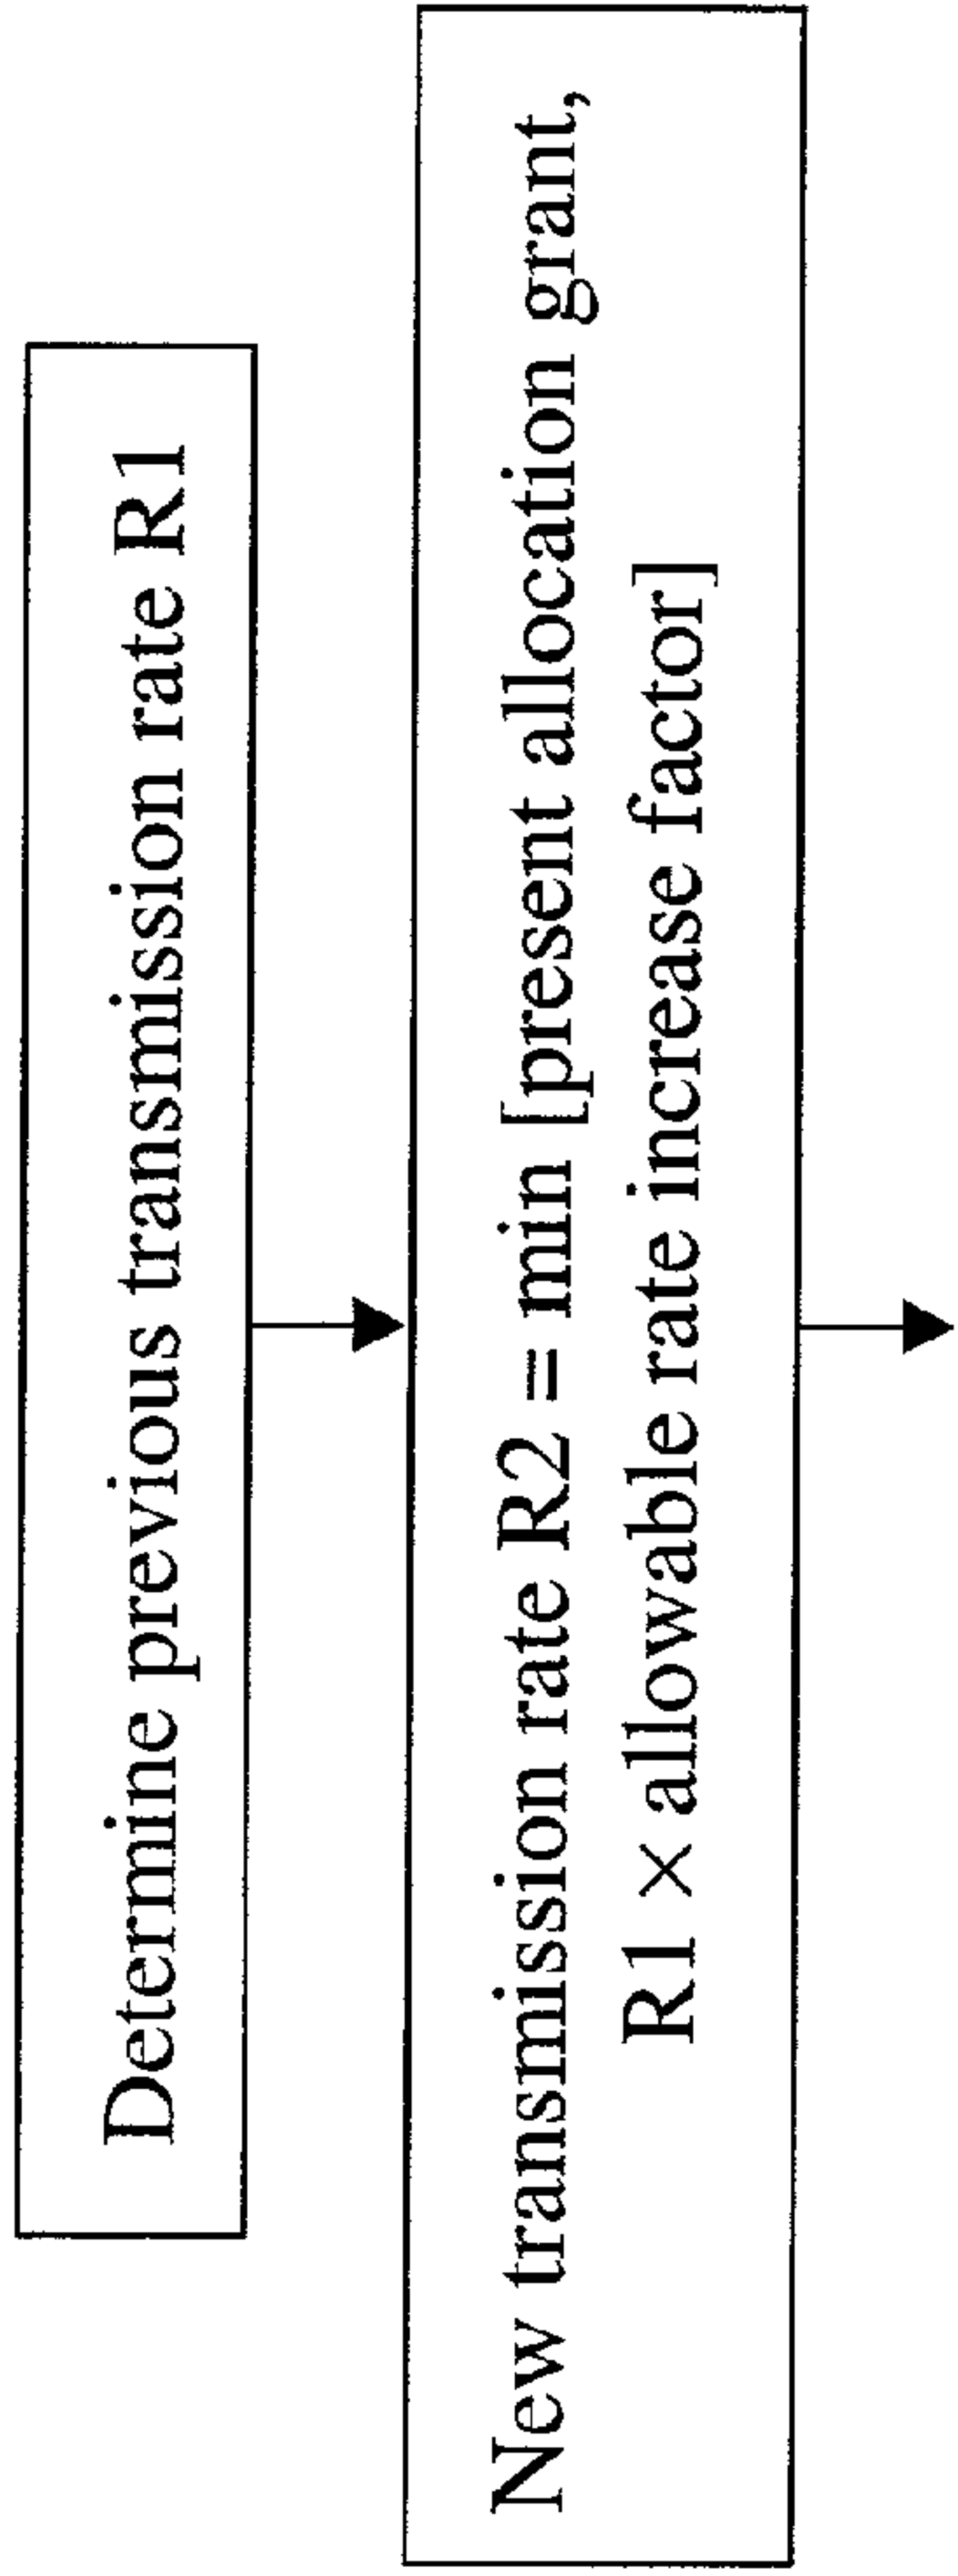 Determine previous transmission rate R1
New transmission rate R2 = min [present allocation grant,
R1 × allowable rate increase factor]